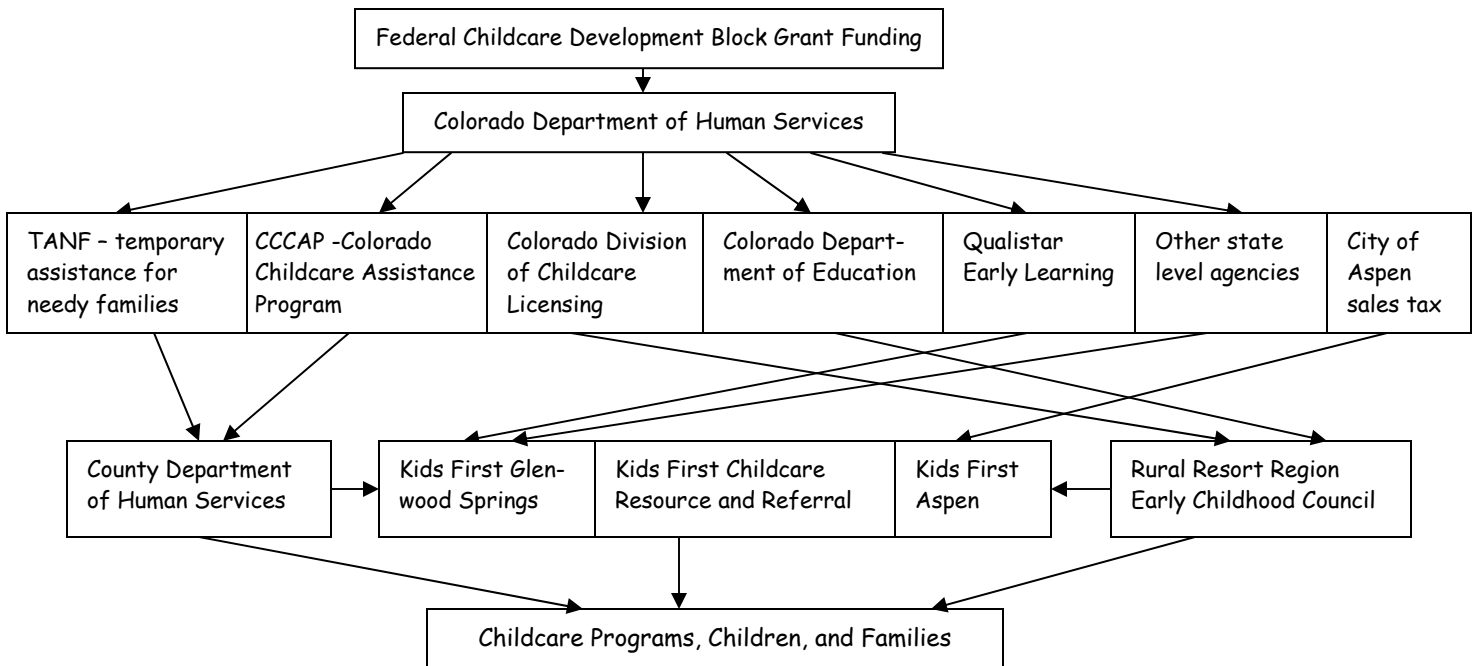 Federal Childcare Development Block Grant Funding
Colorado Department of Human Services
TANF – temporary
assistance for
needy families
CCCAP -Colorado
Childcare Assistance
Program
Colorado Division
of Childcare
Licensing
Colorado Depart-
ment of Education
Qualistar
Early Learning
Other state
level agencies
City of
Aspen
sales tax
County Department
of Human Services
Kids First Glen-
wood Springs
Kids First Childcare
Resource and Referral
Kids First
Aspen
Rural Resort Region
Early Childhood Council
Childcare Programs, Children, and Families